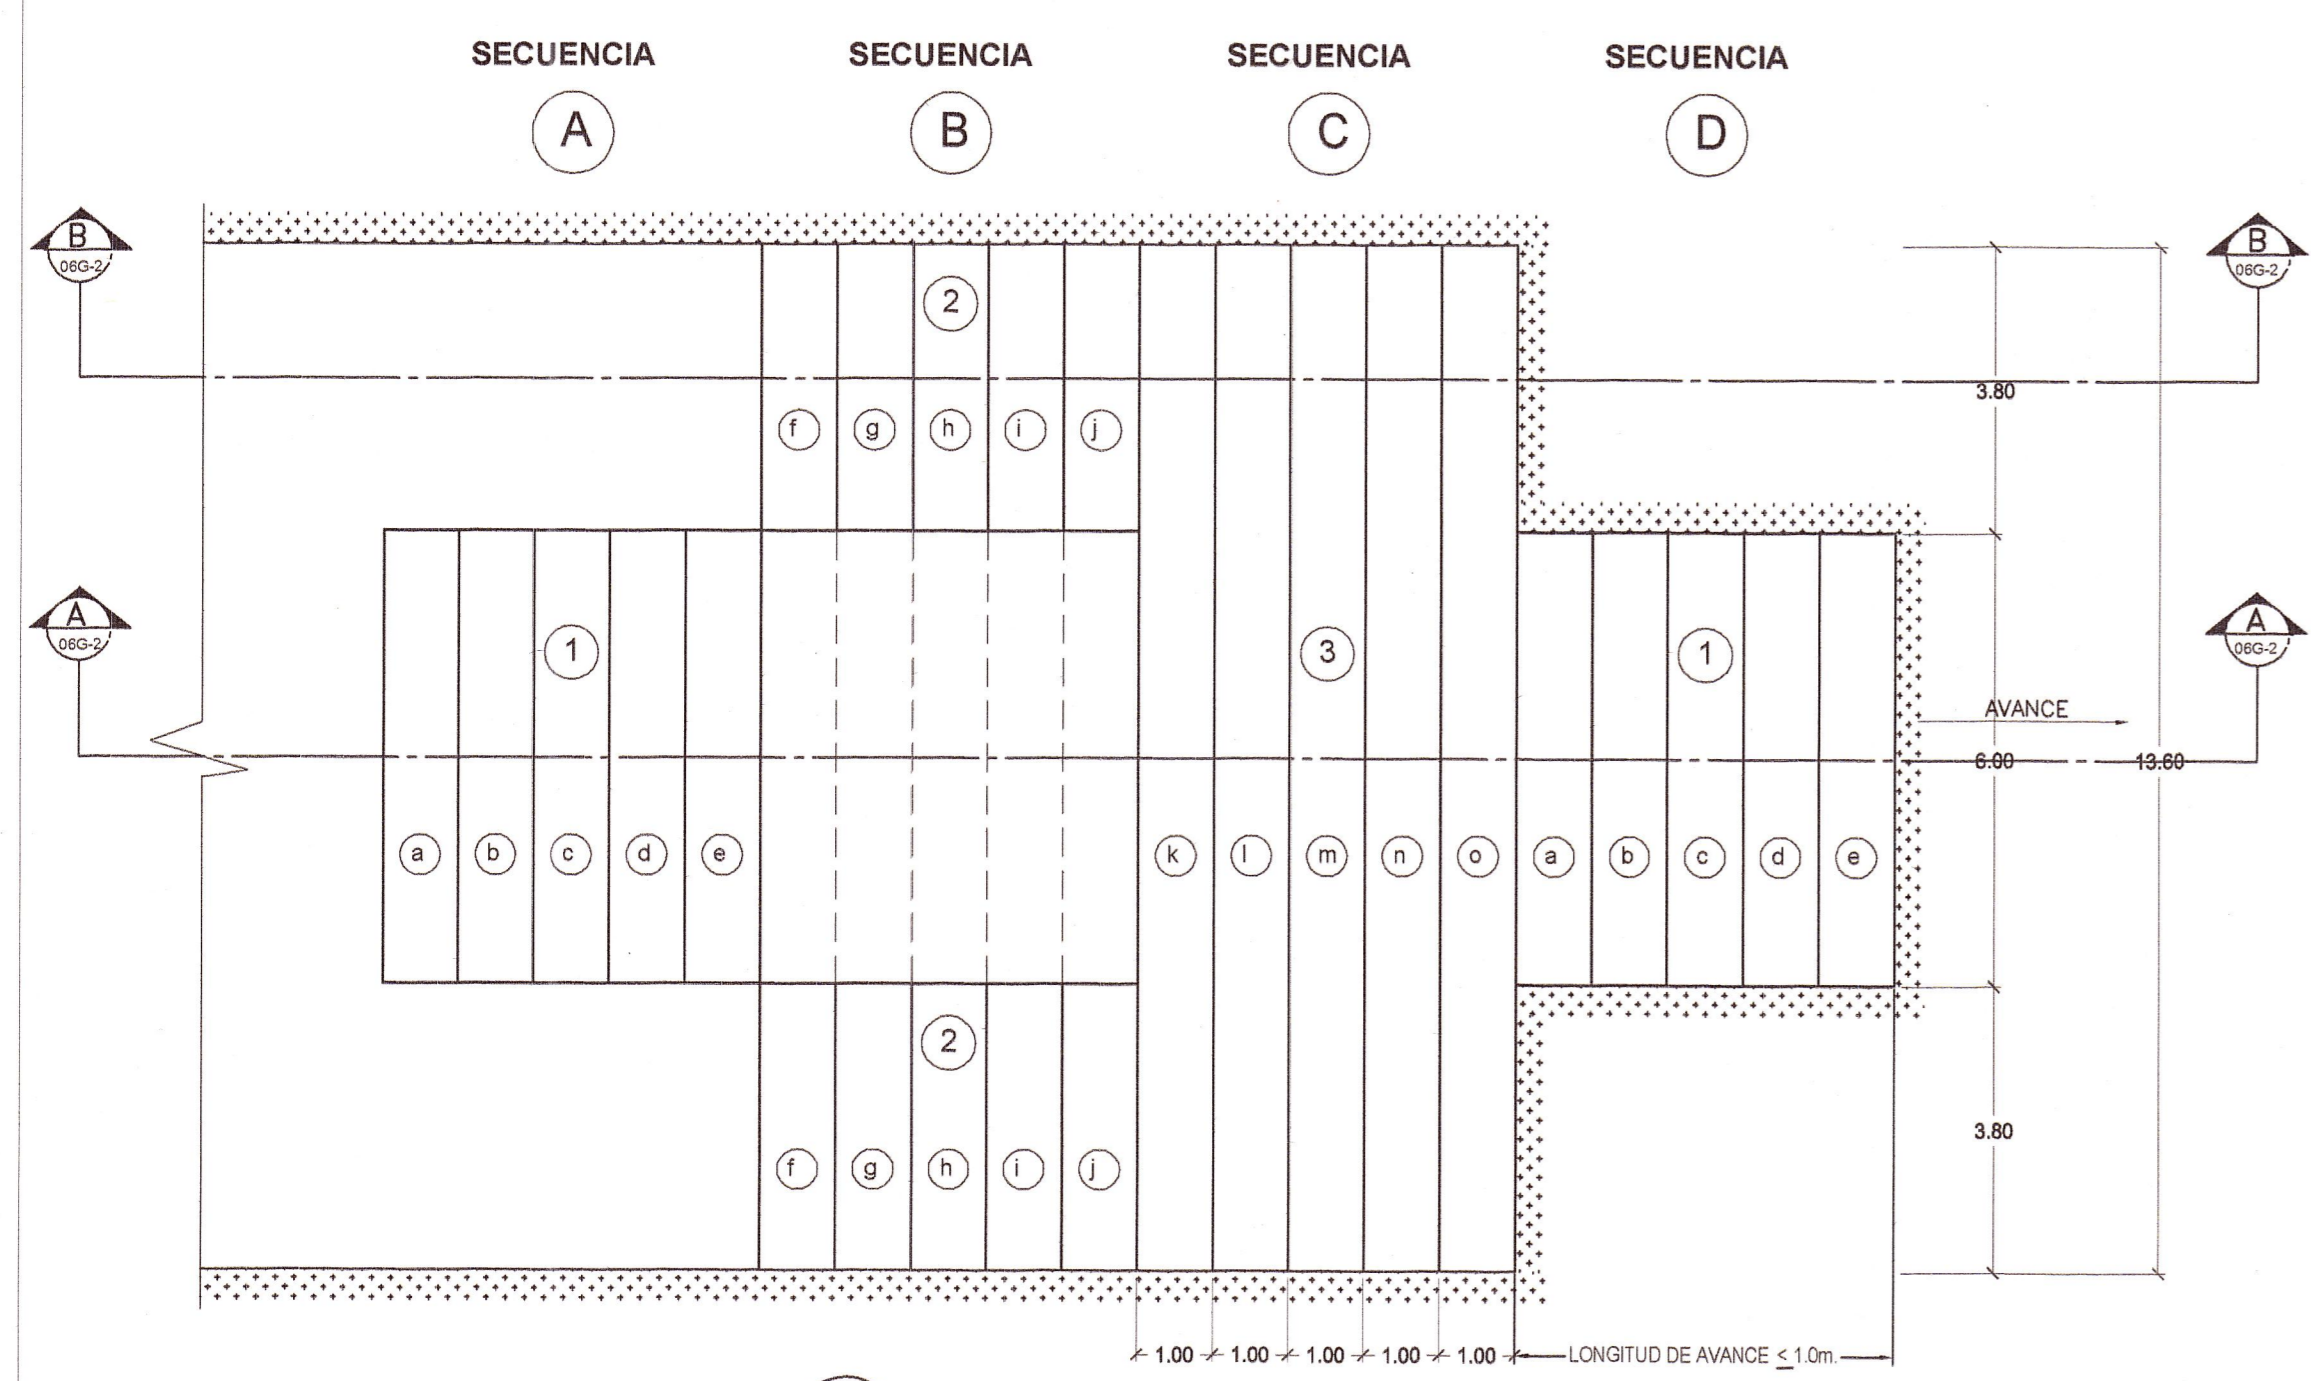 SECUENCIA SECUENCIA SECUENCIA SECUENCIA
A B C D
B B
06G-2 06G-2
2
3.80
f g h i j
A A
06G-2 06G-2
1 3 1
AVANCE
6.00 13.60
a b c d e k l m n o a b c d e
2
3.80
f g h i j
1.00 1.00 1.00 1.00 1.00 LONGITUD DE AVANCE ≤ 1.0m.